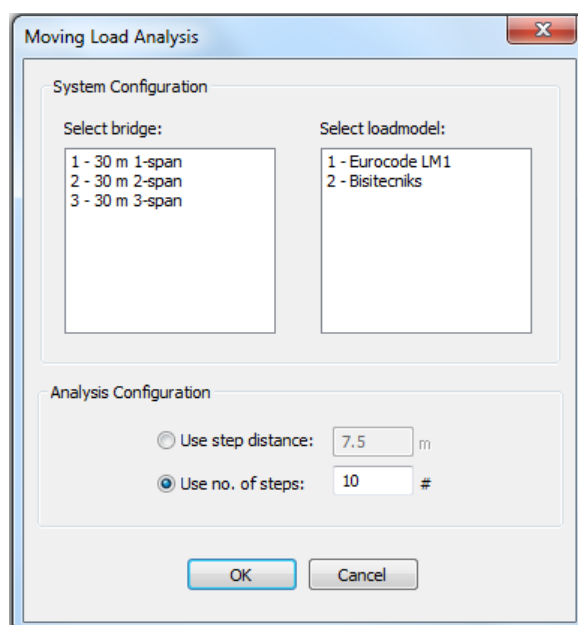 Moving Load Analysis
System Configuration
Select bridge:
1 - 30 m 1-span
2 - 30 m 2-span
3 - 30 m 3-span
Select loadmodel:
1 - Eurocode LM1
2 - Bisitecniks
Analysis Configuration
Use step distance: 7.5 m
Use no. of steps: 10 #
OK Cancel